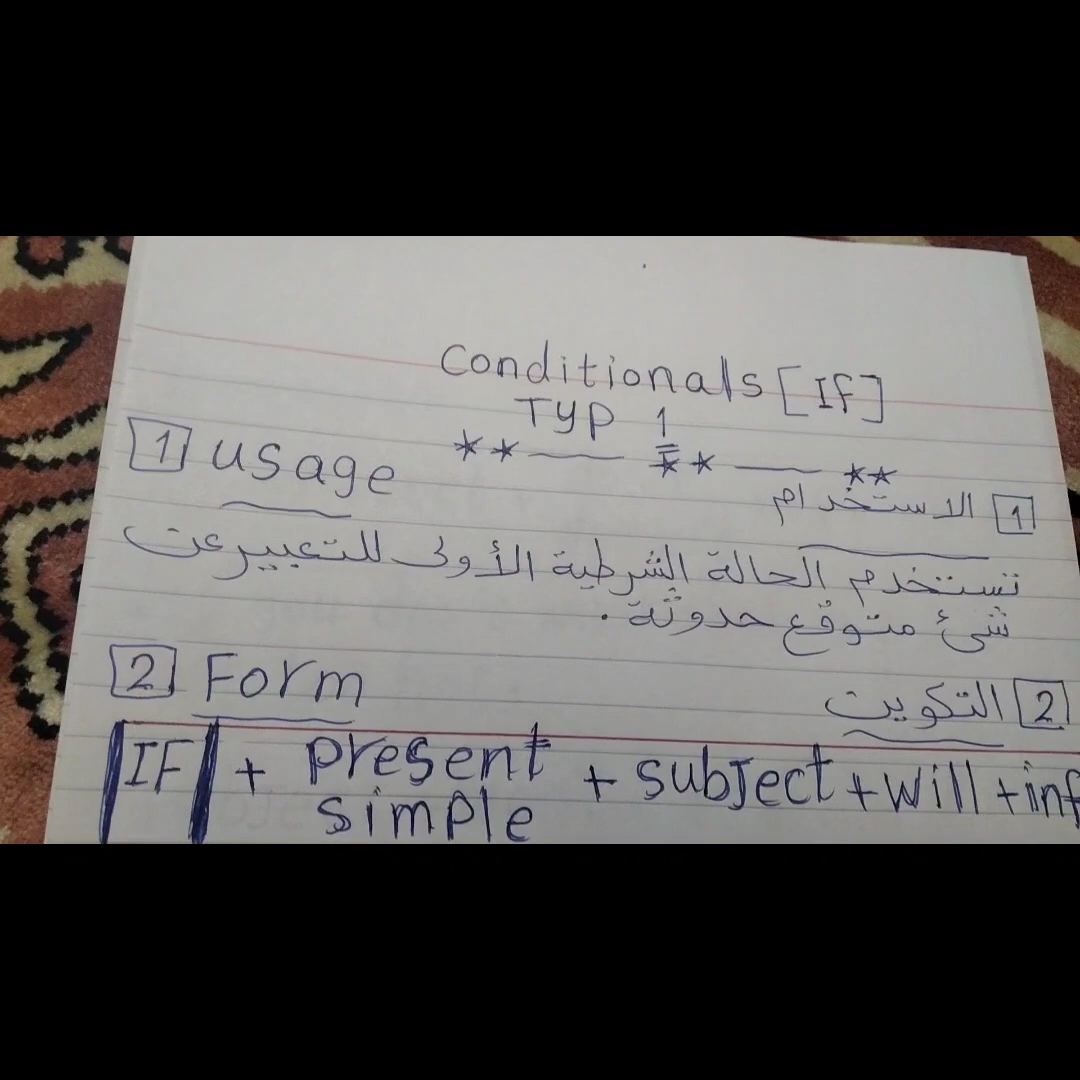 Conditionals [If]
Typ 1
1 usage
1 الاستخدام
تستخدم الحالة الشرطية الأولى للتعبير عن
شئ متوقع حدوثة.
2 Form
2 التكوين
IF + present simple + subject + will + inf